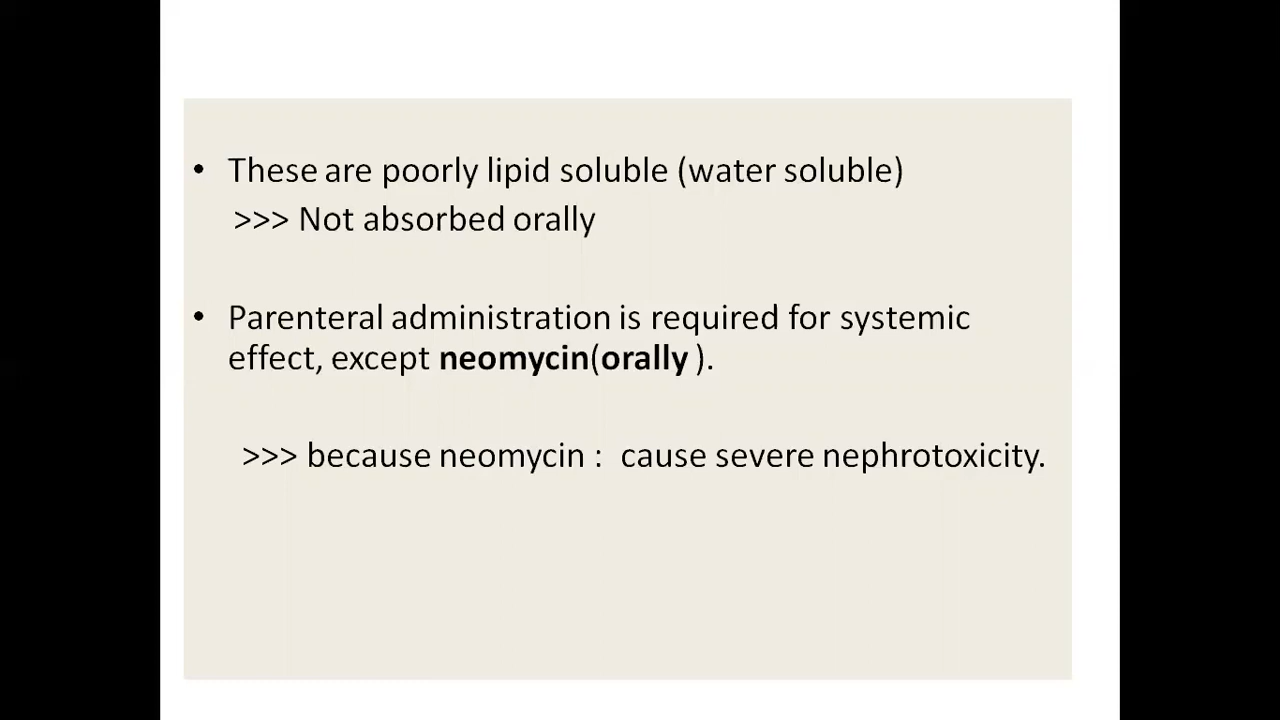 • These are poorly lipid soluble (water soluble)
>>> Not absorbed orally
• Parenteral administration is required for systemic
effect, except neomycin(orally ).
>>> because neomycin :  cause severe nephrotoxicity.